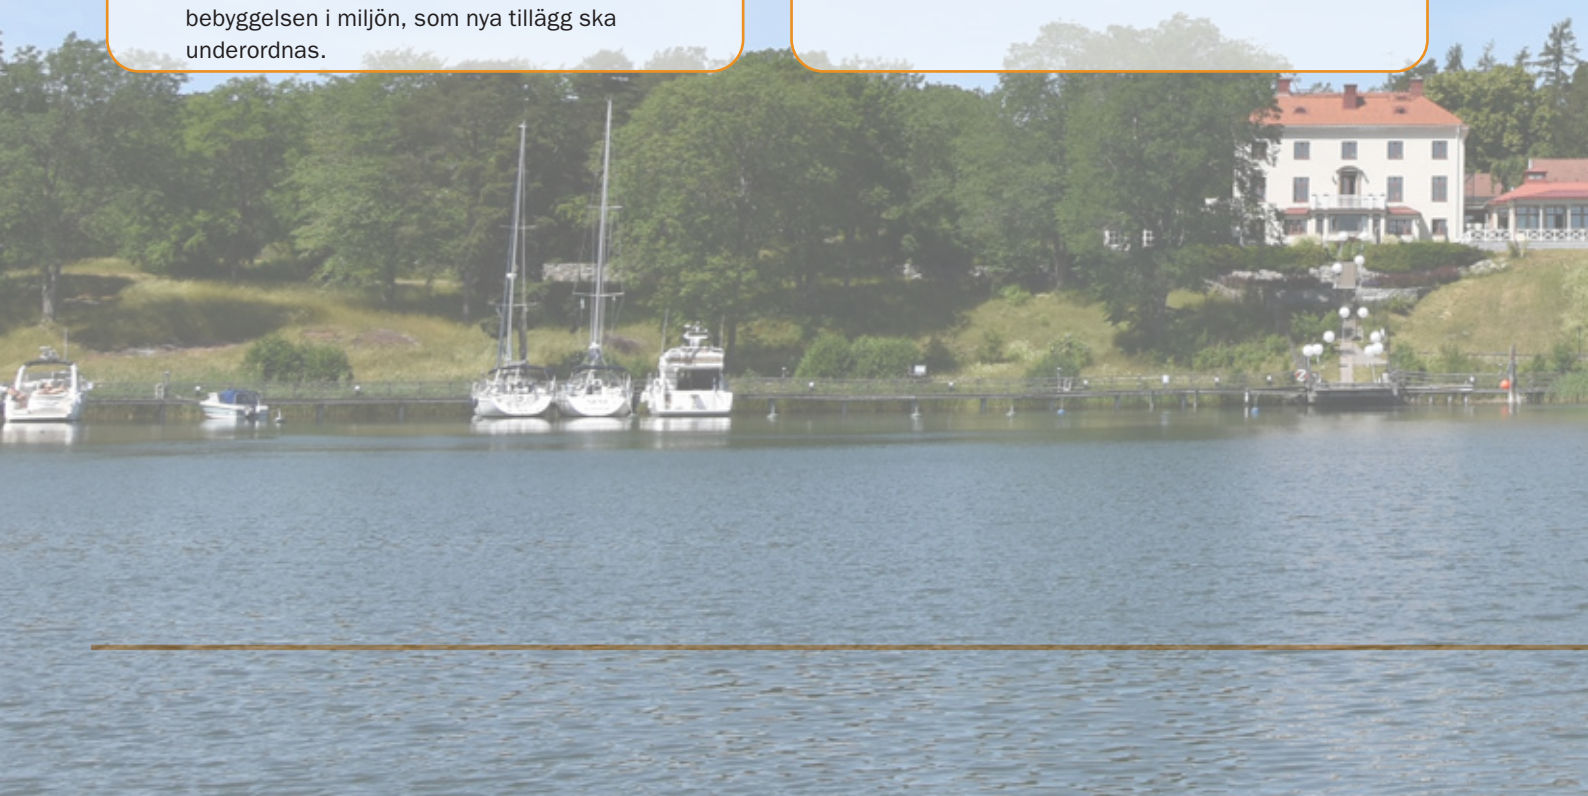 bebyggelsen i miljön, som nya tillägg ska
underordnas.